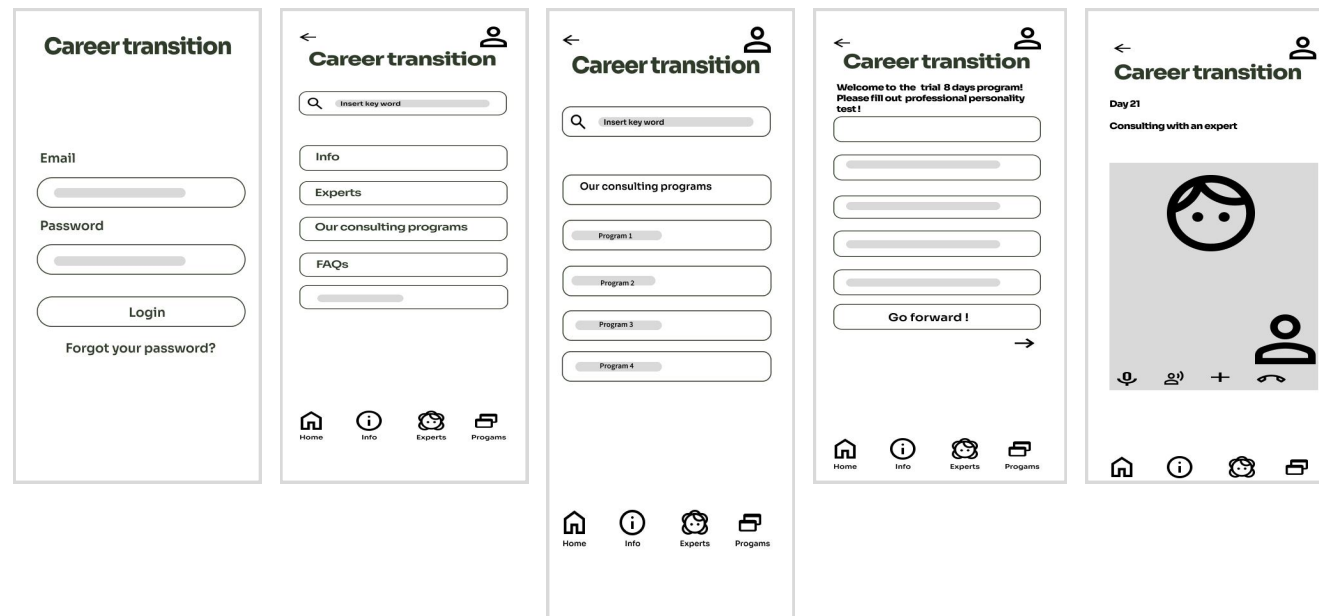 Career transition
Email
Password
Login
Forgot your password?
Career transition
Insert key word
Info
Experts
Our consulting programs
FAQs
Home Info Experts Progams
Career transition
Insert key word
Our consulting programs
Program 1
Program 2
Program 3
Program 4
Home Info Experts Progams
Career transition
Welcome to the trial 8 days program!
Please fill out professional personality
test !
Go forward !
Home Info Experts Progams
Career transition
Day 21
Consulting with an expert